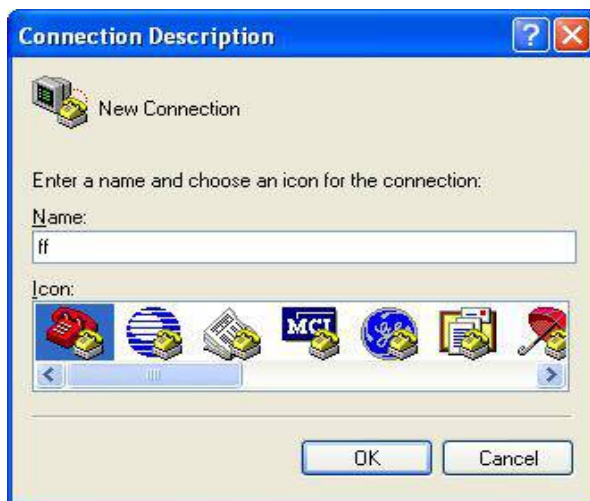 Connection Description
New Connection
Enter a name and choose an icon for the connection:
Name:
ff
Icon:
MCI
OK Cancel